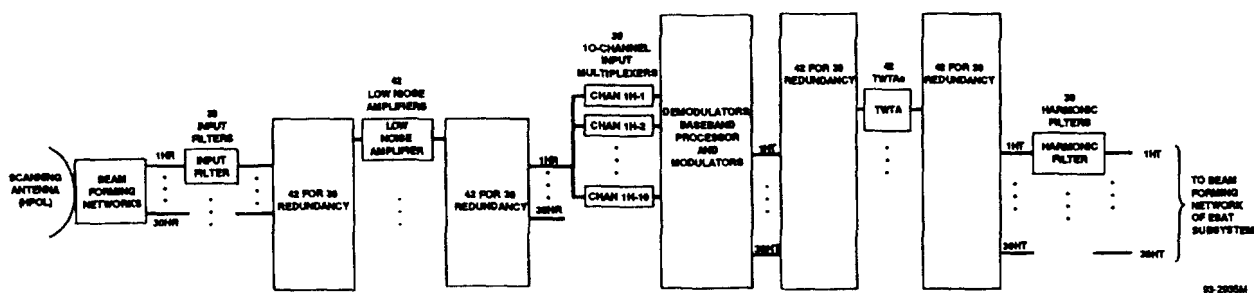 SCANNING
ANTENNA
(HPOL)
BEAM
FORMING
NETWORKS
1HR
30HR
INPUT
FILTERS
INPUT
FILTER
42 FOR 30
REDUNDANCY
42
LOW NOISE
AMPLIFIERS
LOW
NOISE
AMPLIFIER
42 FOR 30
REDUNDANCY
1HR
30HR
30
10-CHANNEL
INPUT
MULTIPLEXERS
CHAN 1H-1
CHAN 1H-2
CHAN 1H-10
DEMODULATORS
BASEBAND
PROCESSOR
AND
MODULATORS
1HT
30HT
42 FOR 30
REDUNDANCY
42
TWTAs
TWTA
42 FOR 30
REDUNDANCY
1HT
30HT
30
HARMONIC
FILTERS
HARMONIC
FILTER
1HT
30HT
TO BEAM
FORMING
NETWORK
OF ESAT
SUBSYSTEM
93-2935M